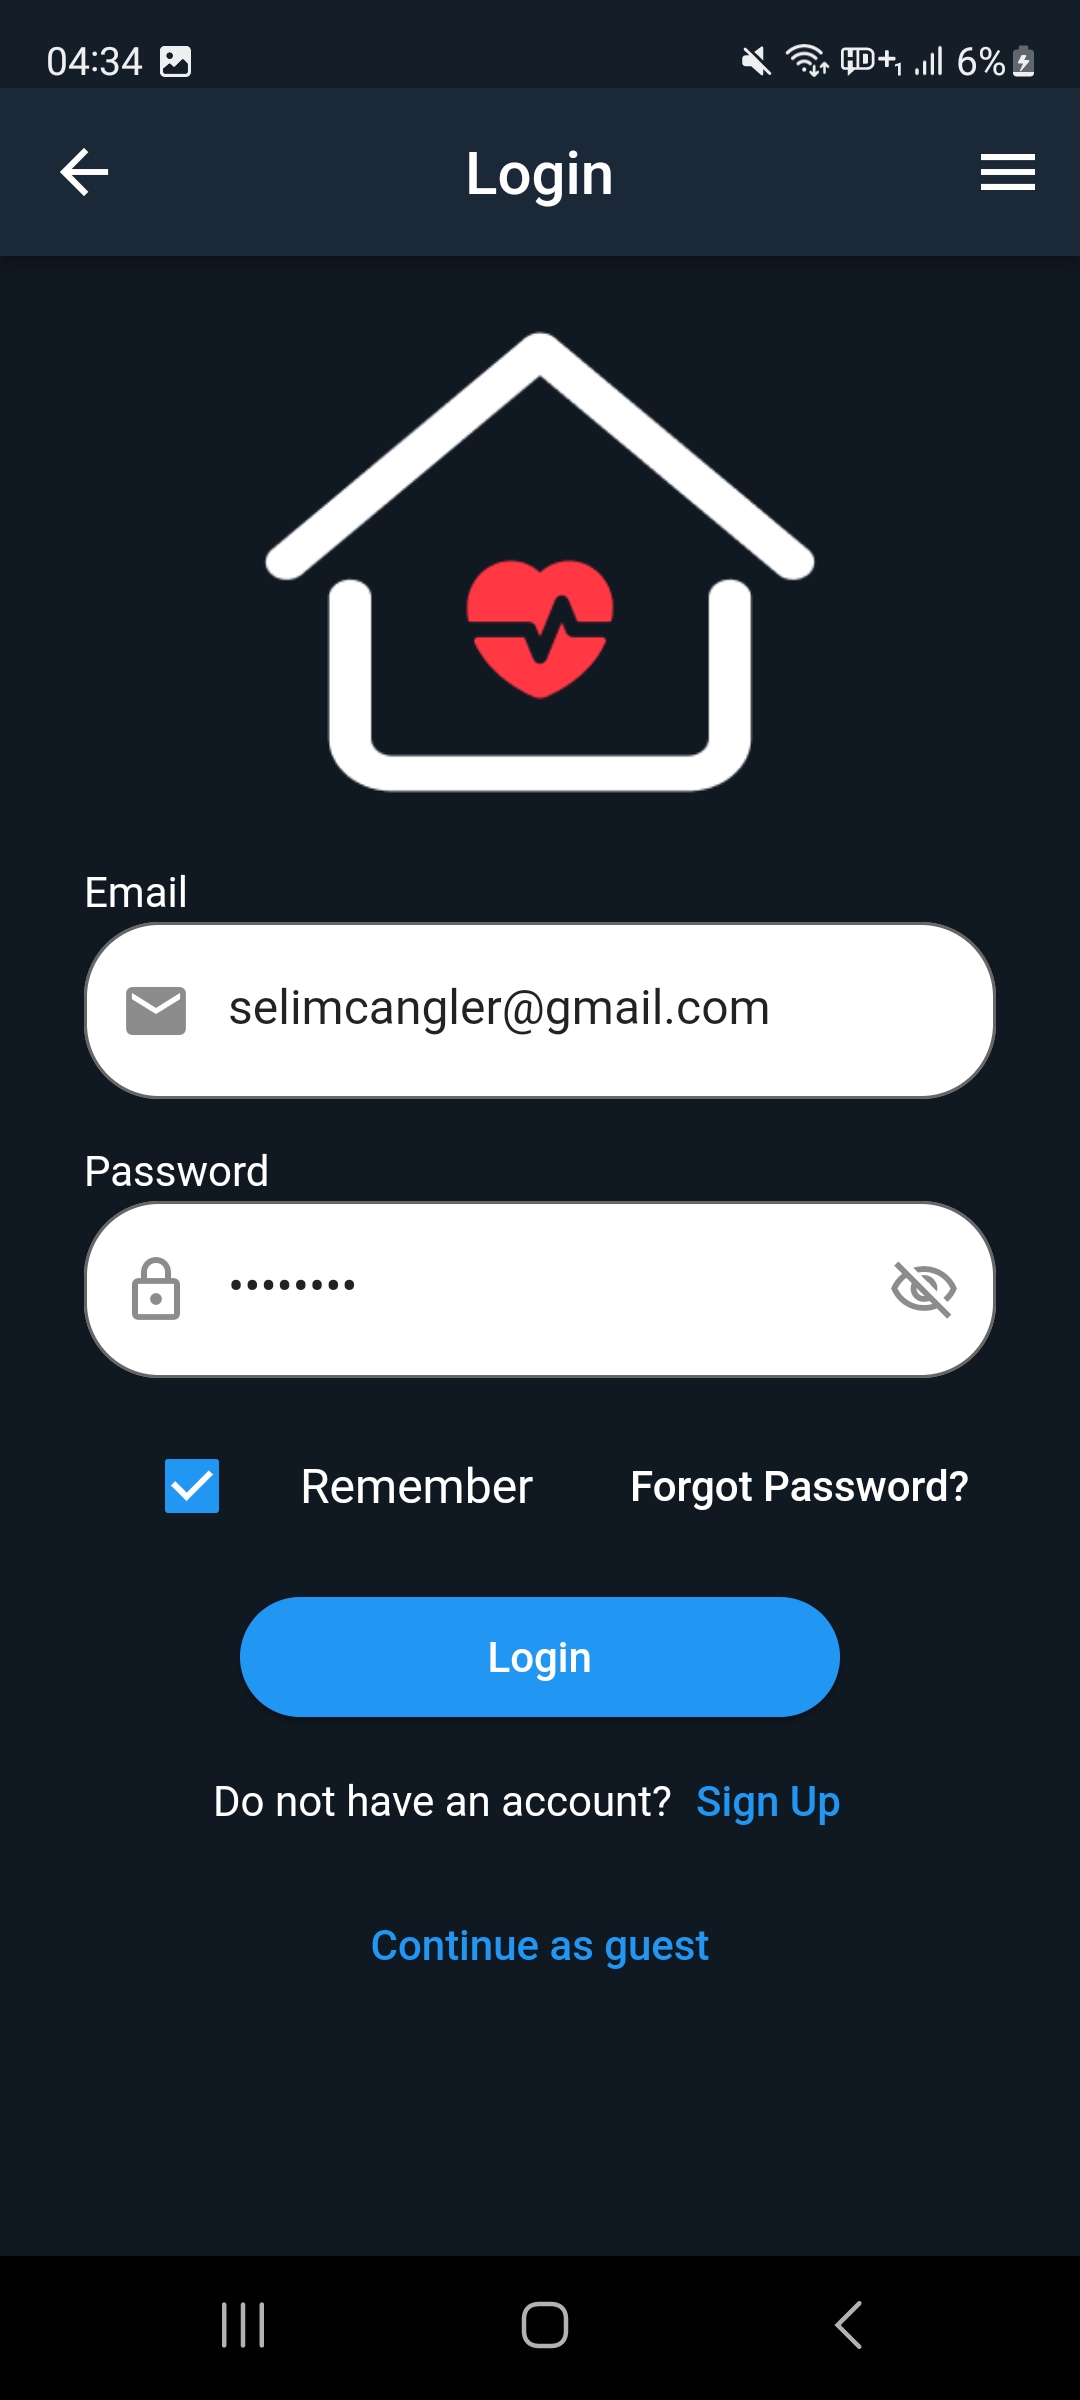 04:34 6%
Login
Email
selimcangler@gmail.com
Password
••••••••
Remember Forgot Password?
Login
Do not have an account? Sign Up
Continue as guest